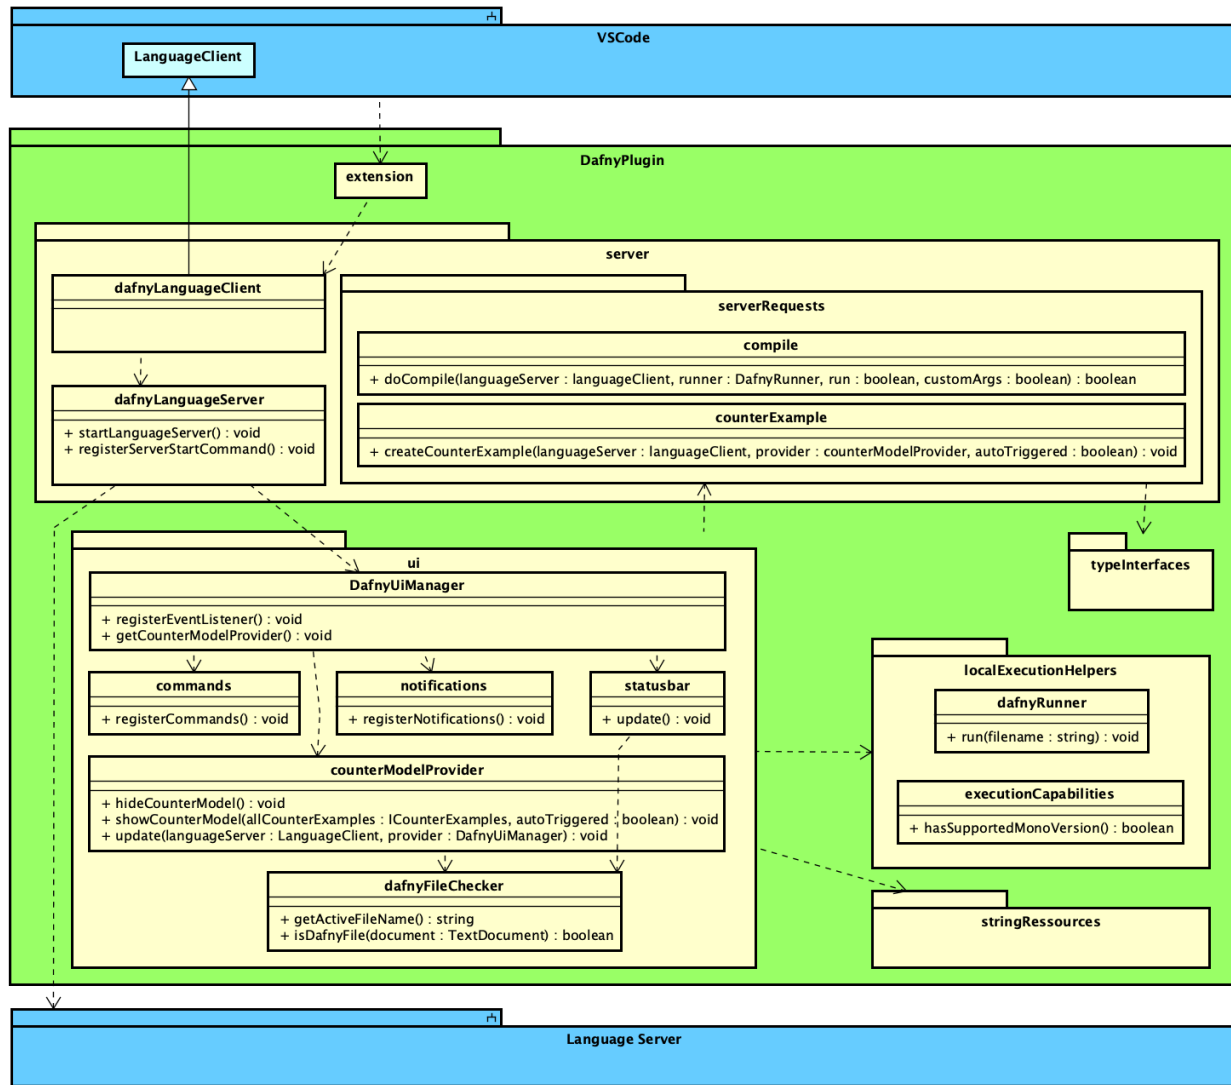 VSCode
LanguageClient
DafnyPlugin
extension
server
dafnyLanguageClient
serverRequests
compile
+ doCompile(languageServer : languageClient, runner : DafnyRunner, run : boolean, customArgs : boolean) : boolean
dafnyLanguageServer
+ startLanguageServer() : void
+ registerServerStartCommand() : void
counterExample
+ createCounterExample(languageServer : languageClient, provider : counterModelProvider, autoTriggered : boolean) : void
ui
DafnyUiManager
+ registerEventListener() : void
+ getCounterModelProvider() : void
typeInterfaces
commands
+ registerCommands() : void
notifications
+ registerNotifications() : void
statusbar
+ update() : void
localExecutionHelpers
dafnyRunner
+ run(filename : string) : void
counterModelProvider
+ hideCounterModel() : void
+ showCounterModel(allCounterExamples : ICounterExamples, autoTriggered : boolean) : void
+ update(languageServer : LanguageClient, provider : DafnyUiManager) : void
executionCapabilities
+ hasSupportedMonoVersion() : boolean
dafnyFileChecker
+ getActiveFileName() : string
+ isDafnyFile(document : TextDocument) : boolean
stringRessources
Language Server